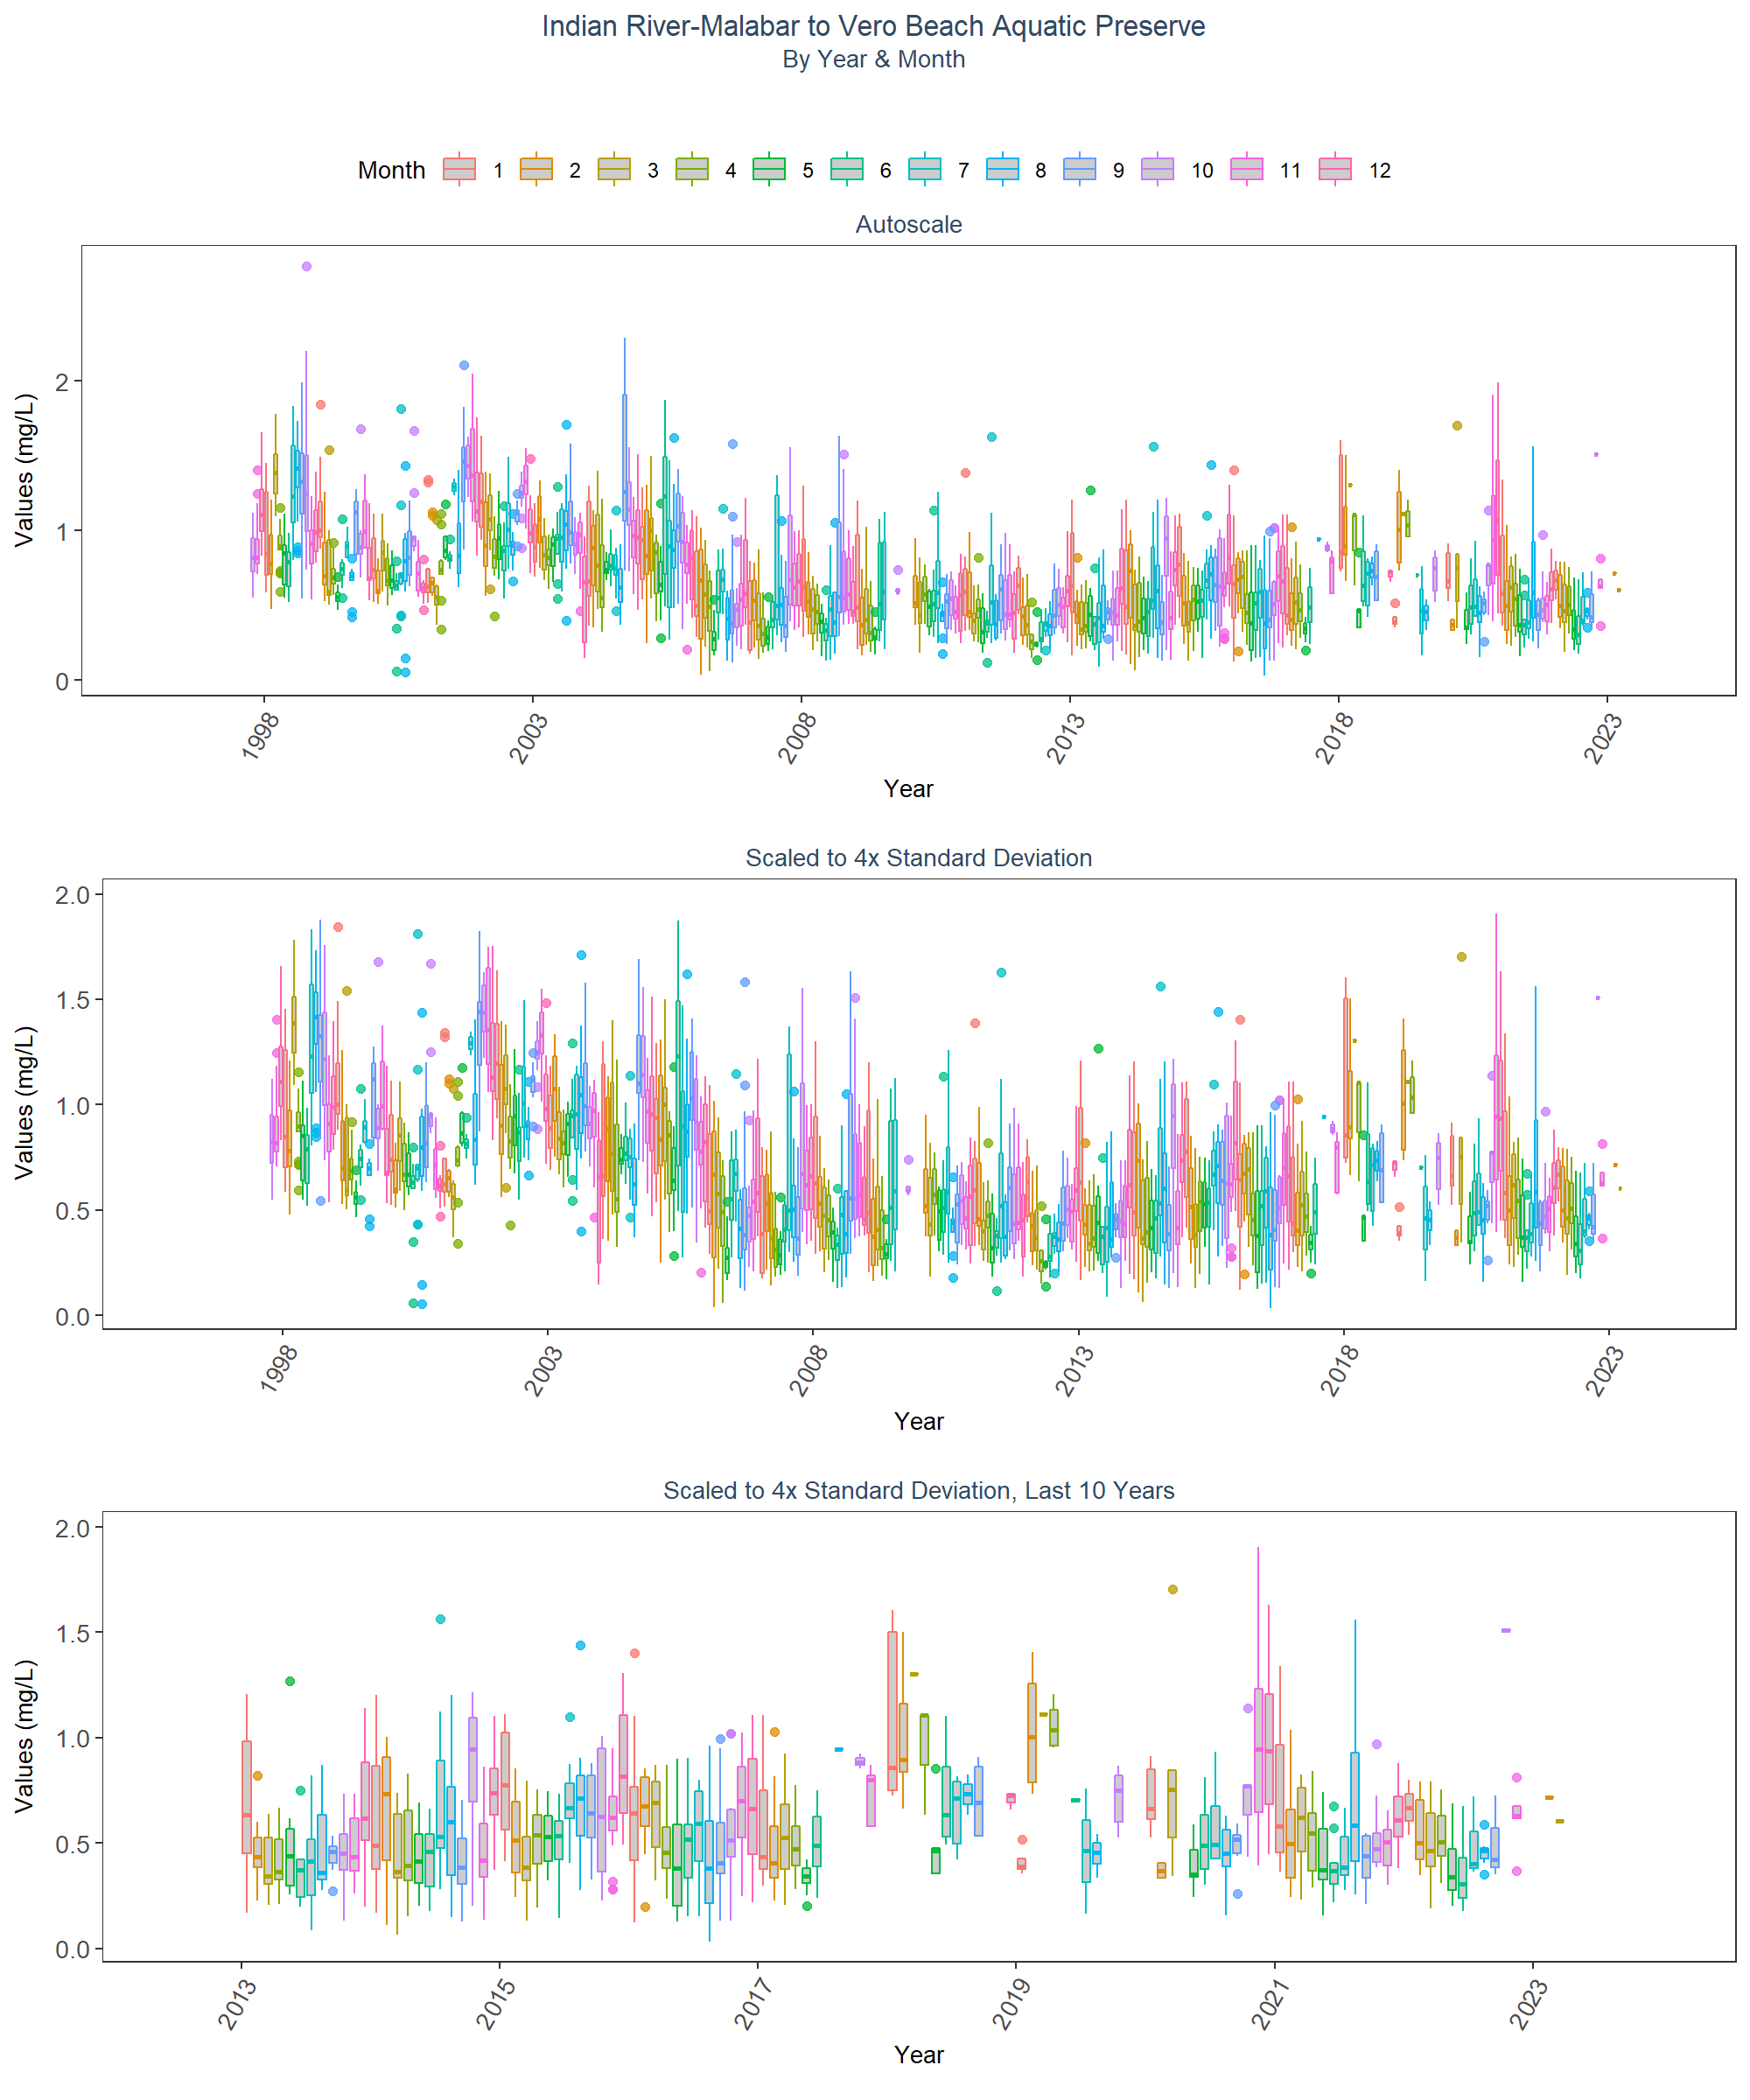 Indian River-Malabar to Vero Beach Aquatic Preserve
By Year & Month
Month 1 2 3 4 5 6 7 8 9 10 11 12
Autoscale
Values (mg/L)
2
1
0
1998 2003 2008 2013 2018 2023
Year
Scaled to 4x Standard Deviation
Values (mg/L)
2.0
1.5
1.0
0.5
0.0
1998 2003 2008 2013 2018 2023
Year
Scaled to 4x Standard Deviation, Last 10 Years
Values (mg/L)
2.0
1.5
1.0
0.5
0.0
2013 2015 2017 2019 2021 2023
Year